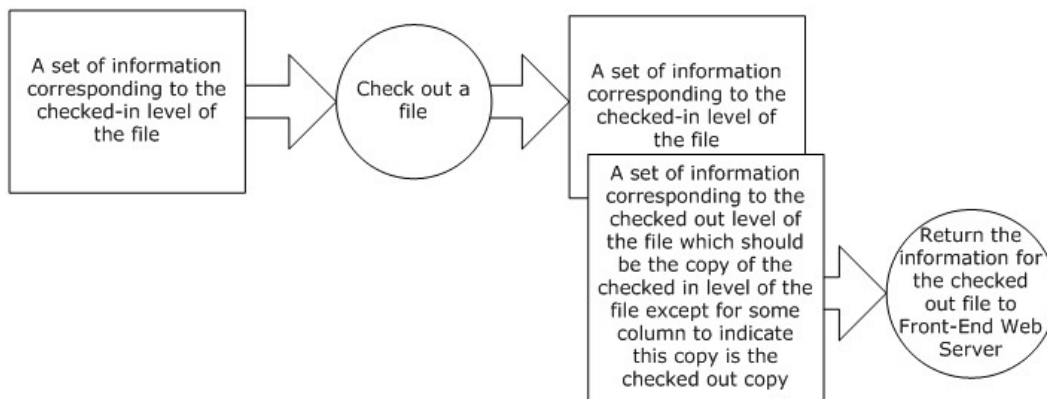 A set of information
corresponding to the
checked-in level of
the file
Check out a
file
A set of information
corresponding to the
checked-in level of
the file
A set of information
corresponding to the
checked out level of
the file which should
be the copy of the
checked in level of the
file except for some
column to indicate
this copy is the
checked out copy
Return the
information for
the checked
out file to
Front-End Web
Server